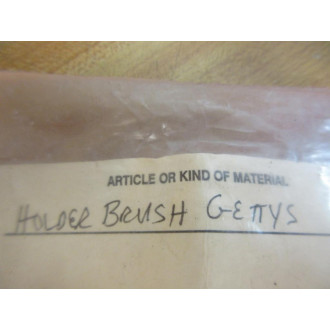 ARTICLE OR KIND OF MATERIAL
HOLDER BRUSH GETTYS